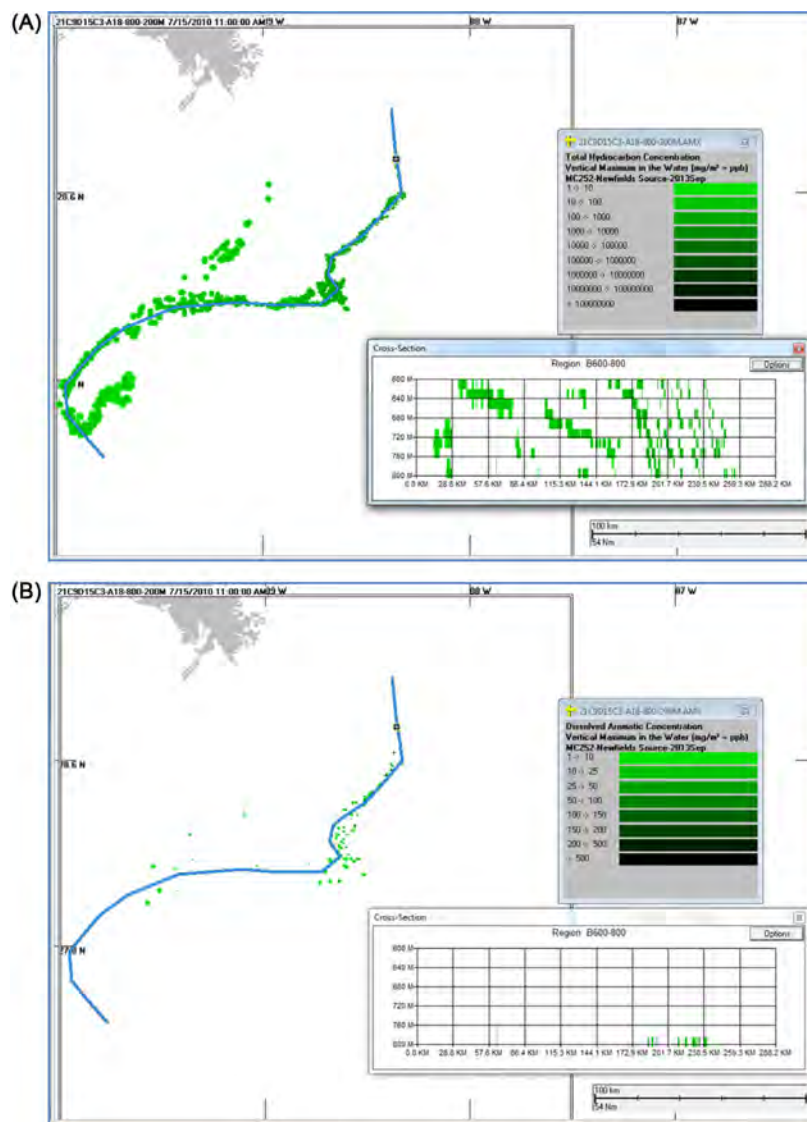 (A)
21C9D15C3-A18-800-200M 7/15/2010 11:00:00 AM
88 W
87 W
28.6 N
Total Hydrocarbon Concentration
Vertical Maximum in the Water (mg/m³ ~ ppb)
MC252-Newfields Source-2013Sep
1 - 10
10 - 100
100 - 1000
1000 - 10000
10000 - 100000
100000 - 1000000
1000000 - 10000000
10000000 - 100000000
> 100000000
Cross-Section
Region B600-800
Options
600 M
640 M
680 M
720 M
760 M
800 M
0.0 KM 28.8 KM 57.6 KM 86.4 KM 115.3 KM 144.1 KM 172.9 KM 201.7 KM 230.5 KM 259.3 KM 288.2 KM
100 km
54 Nm
(B)
21C9D15C3-A18-800-200M 7/15/2010 11:00:00 AM
88 W
87 W
28.6 N
Dissolved Aromatic Concentration
Vertical Maximum in the Water (mg/m³ ~ ppb)
MC252-Newfields Source-2013Sep
1 - 10
10 - 25
25 - 50
50 - 100
100 - 150
150 - 200
200 - 500
> 500
Cross-Section
Region B600-800
Options
600 M
640 M
680 M
720 M
760 M
800 M
0.0 KM 28.8 KM 57.6 KM 86.4 KM 115.3 KM 144.1 KM 172.9 KM 201.7 KM 230.5 KM 259.3 KM 288.2 KM
100 km
54 Nm